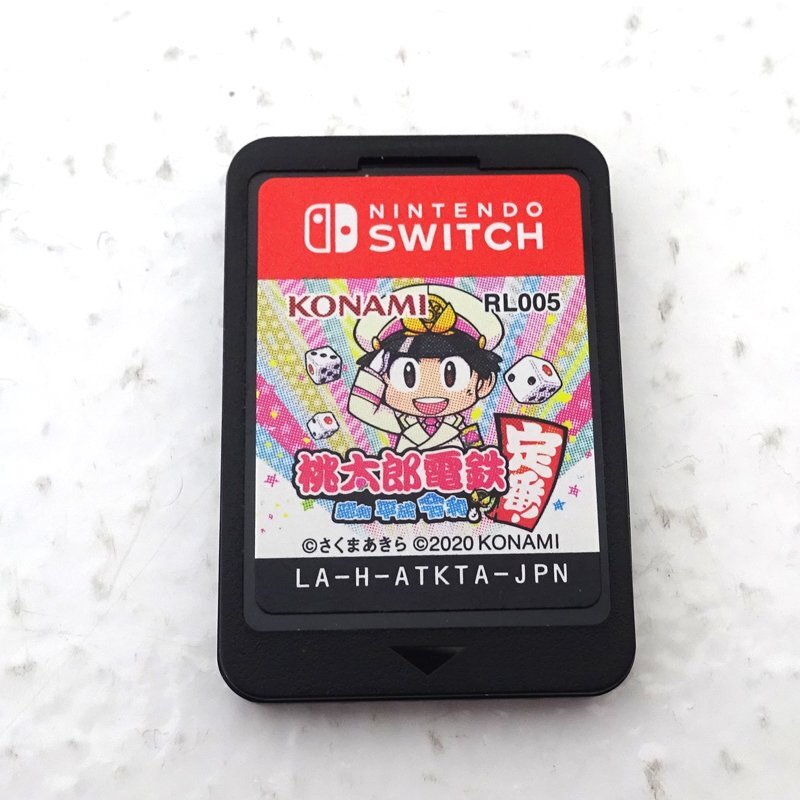 NINTENDO
SWITCH
KONAMI RL005
桃太郎電鉄
昭和 平成 令和
定番!
©さくまあきら ©2020 KONAMI
LA-H-ATKTA-JPN